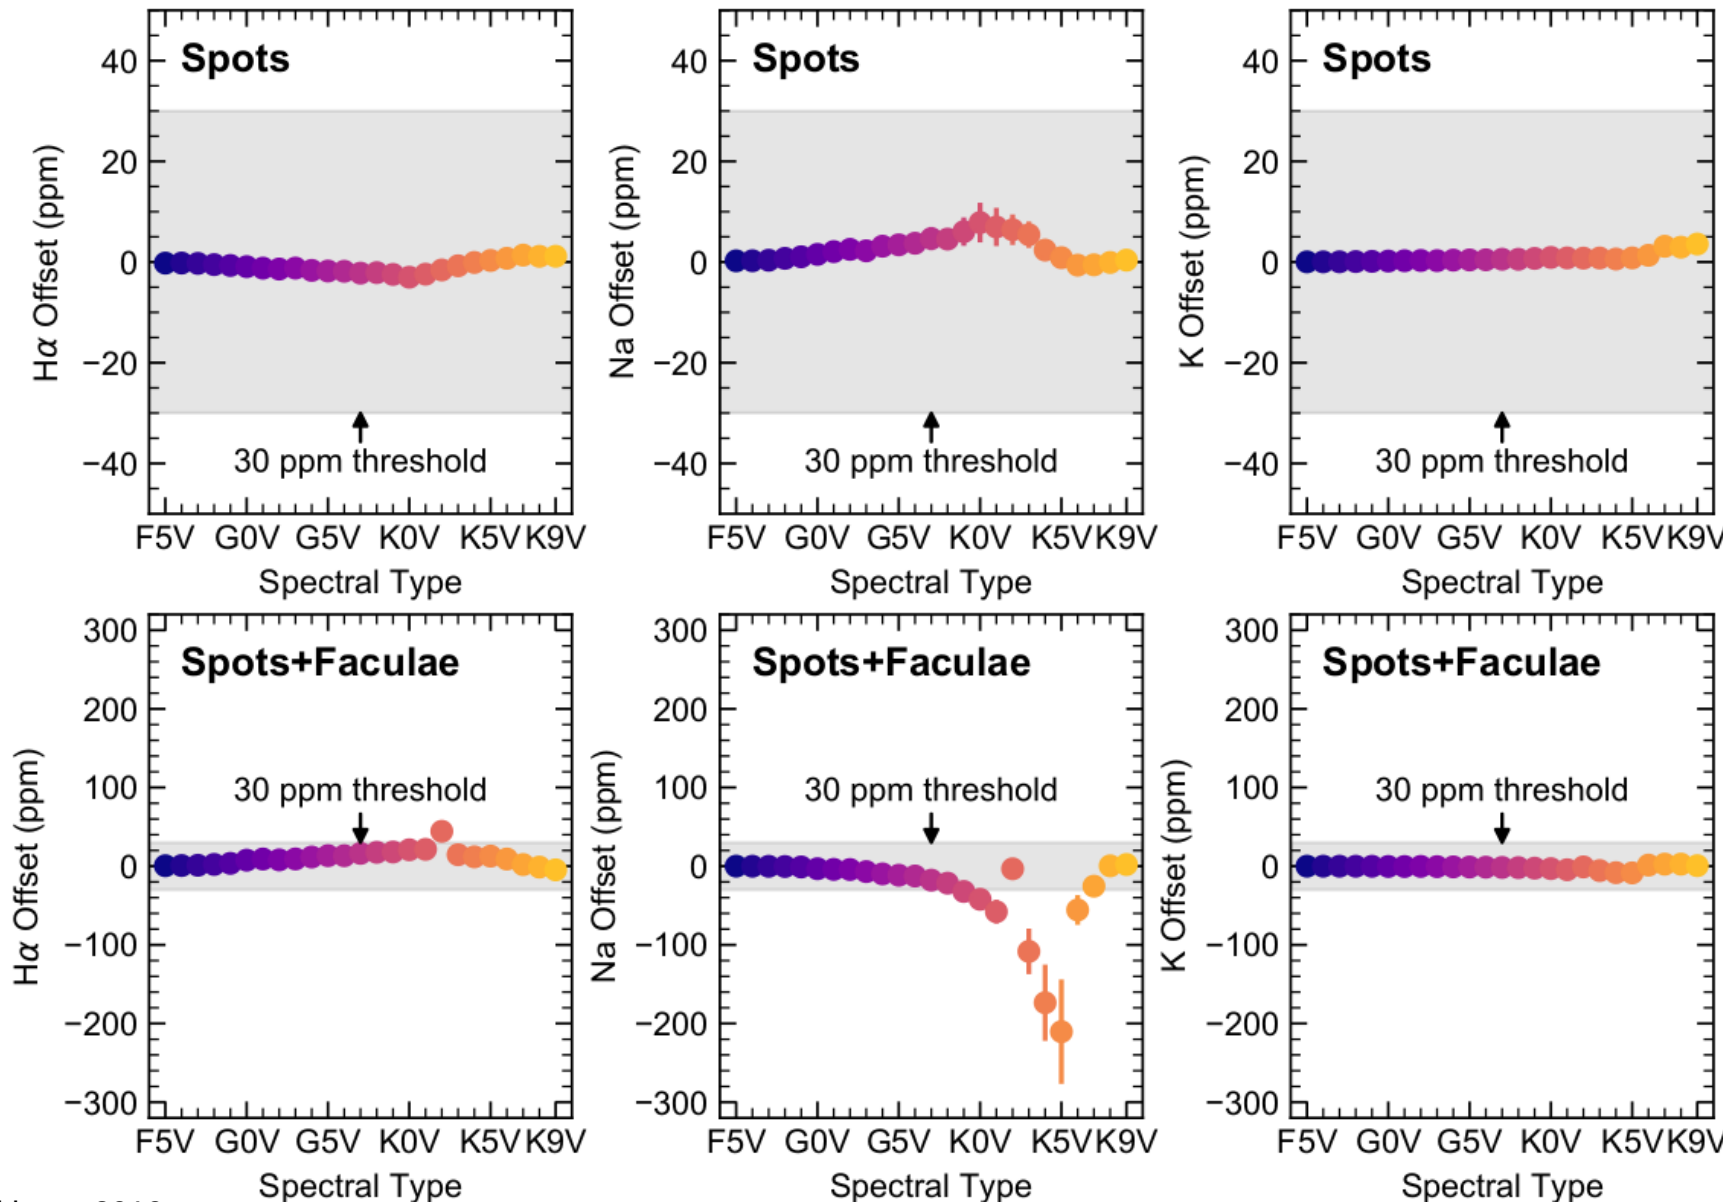 Spots
Hα Offset (ppm)
40
20
0
−20
−40
30 ppm threshold
F5V G0V G5V K0V K5V K9V
Spectral Type
Spots
Na Offset (ppm)
40
20
0
−20
−40
30 ppm threshold
F5V G0V G5V K0V K5V K9V
Spectral Type
Spots
K Offset (ppm)
40
20
0
−20
−40
30 ppm threshold
F5V G0V G5V K0V K5V K9V
Spectral Type
Spots+Faculae
Hα Offset (ppm)
300
200
100
0
−100
−200
−300
30 ppm threshold
F5V G0V G5V K0V K5V K9V
Spectral Type
Spots+Faculae
Na Offset (ppm)
300
200
100
0
−100
−200
−300
30 ppm threshold
F5V G0V G5V K0V K5V K9V
Spectral Type
Spots+Faculae
K Offset (ppm)
300
200
100
0
−100
−200
−300
30 ppm threshold
F5V G0V G5V K0V K5V K9V
Spectral Type